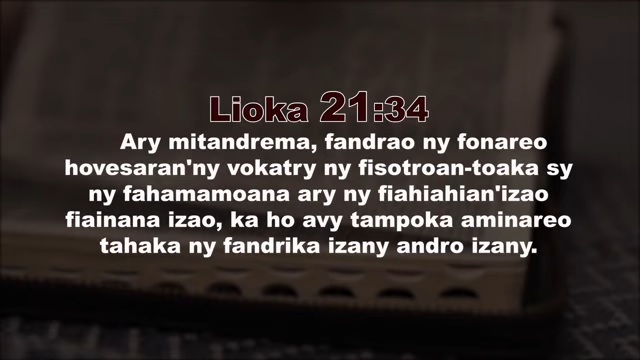 Lioka 21:34
Ary mitandrema, fandrao ny fonareo
hovesaran'ny vokatry ny fisotroan-toaka sy
ny fahamamoana ary ny fiahiahian'izao
fiainana izao, ka ho avy tampoka aminareo
tahaka ny fandrika izany andro izany.